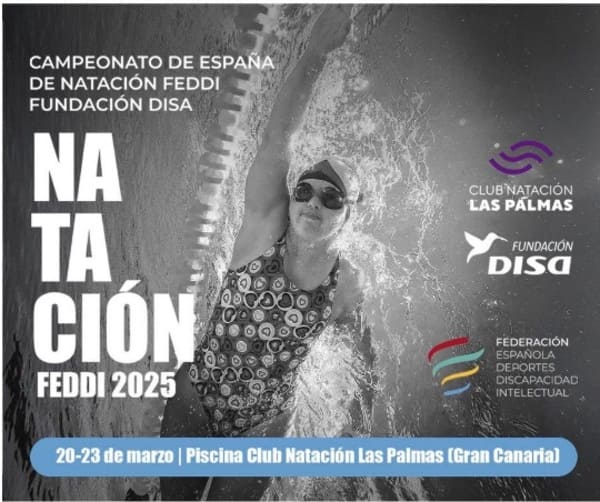 CAMPEONATO DE ESPAÑA
DE NATACIÓN FEDDI
FUNDACIÓN DISA
NA
TA
CIÓN
FEDDI 2025
CLUB NATACIÓN
LAS PALMAS
FUNDACIÓN
DISA
FEDERACIÓN
ESPAÑOLA
DEPORTES
DISCAPACIDAD
INTELECTUAL
20-23 de marzo | Piscina Club Natación Las Palmas (Gran Canaria)